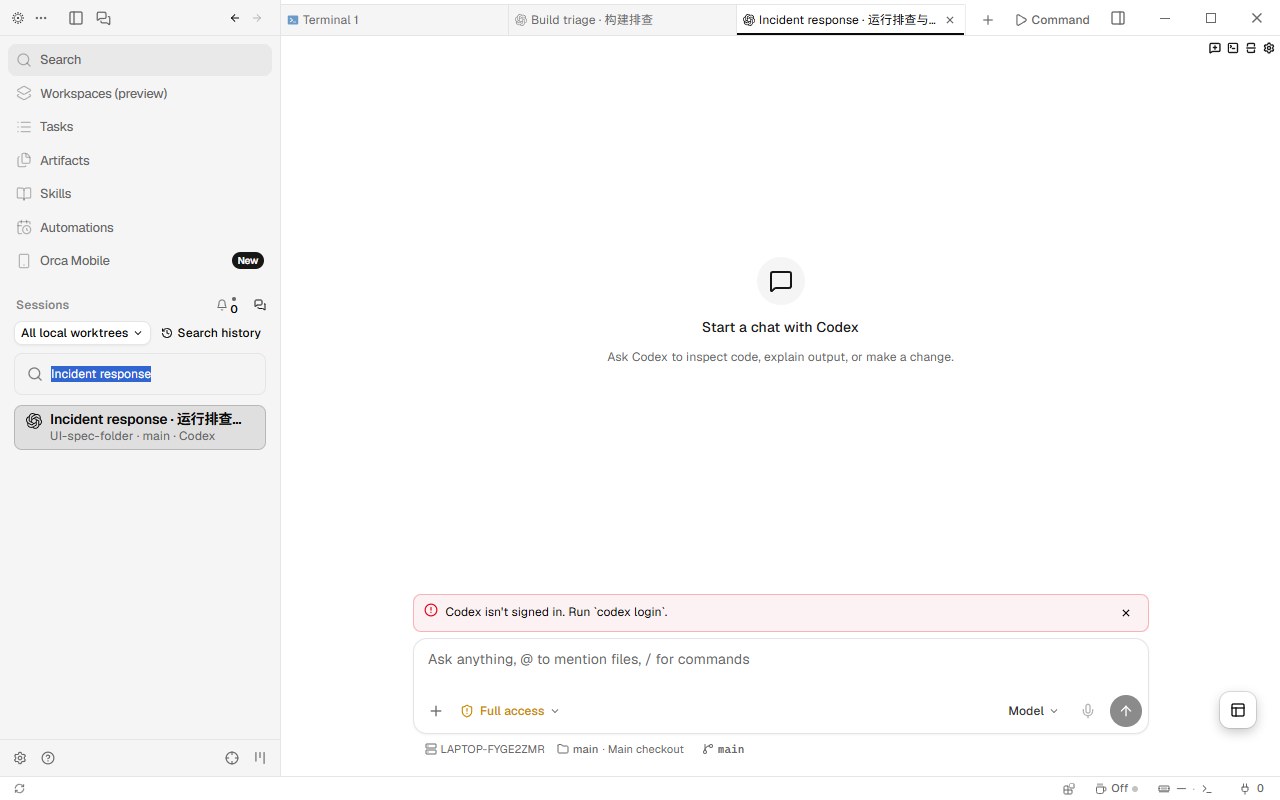 Terminal 1
Build triage · 构建排查
Incident response · 运行排查与...
Command
Search
Workspaces (preview)
Tasks
Artifacts
Skills
Automations
Orca Mobile
New
Sessions
0
All local worktrees
Search history
Incident response
Incident response · 运行排查...
UI-spec-folder · main · Codex
Start a chat with Codex
Ask Codex to inspect code, explain output, or make a change.
Codex isn't signed in. Run `codex login`.
Ask anything, @ to mention files, / for commands
Full access
Model
LAPTOP-FYGE2ZMR
main · Main checkout
main
Off
— ·
0